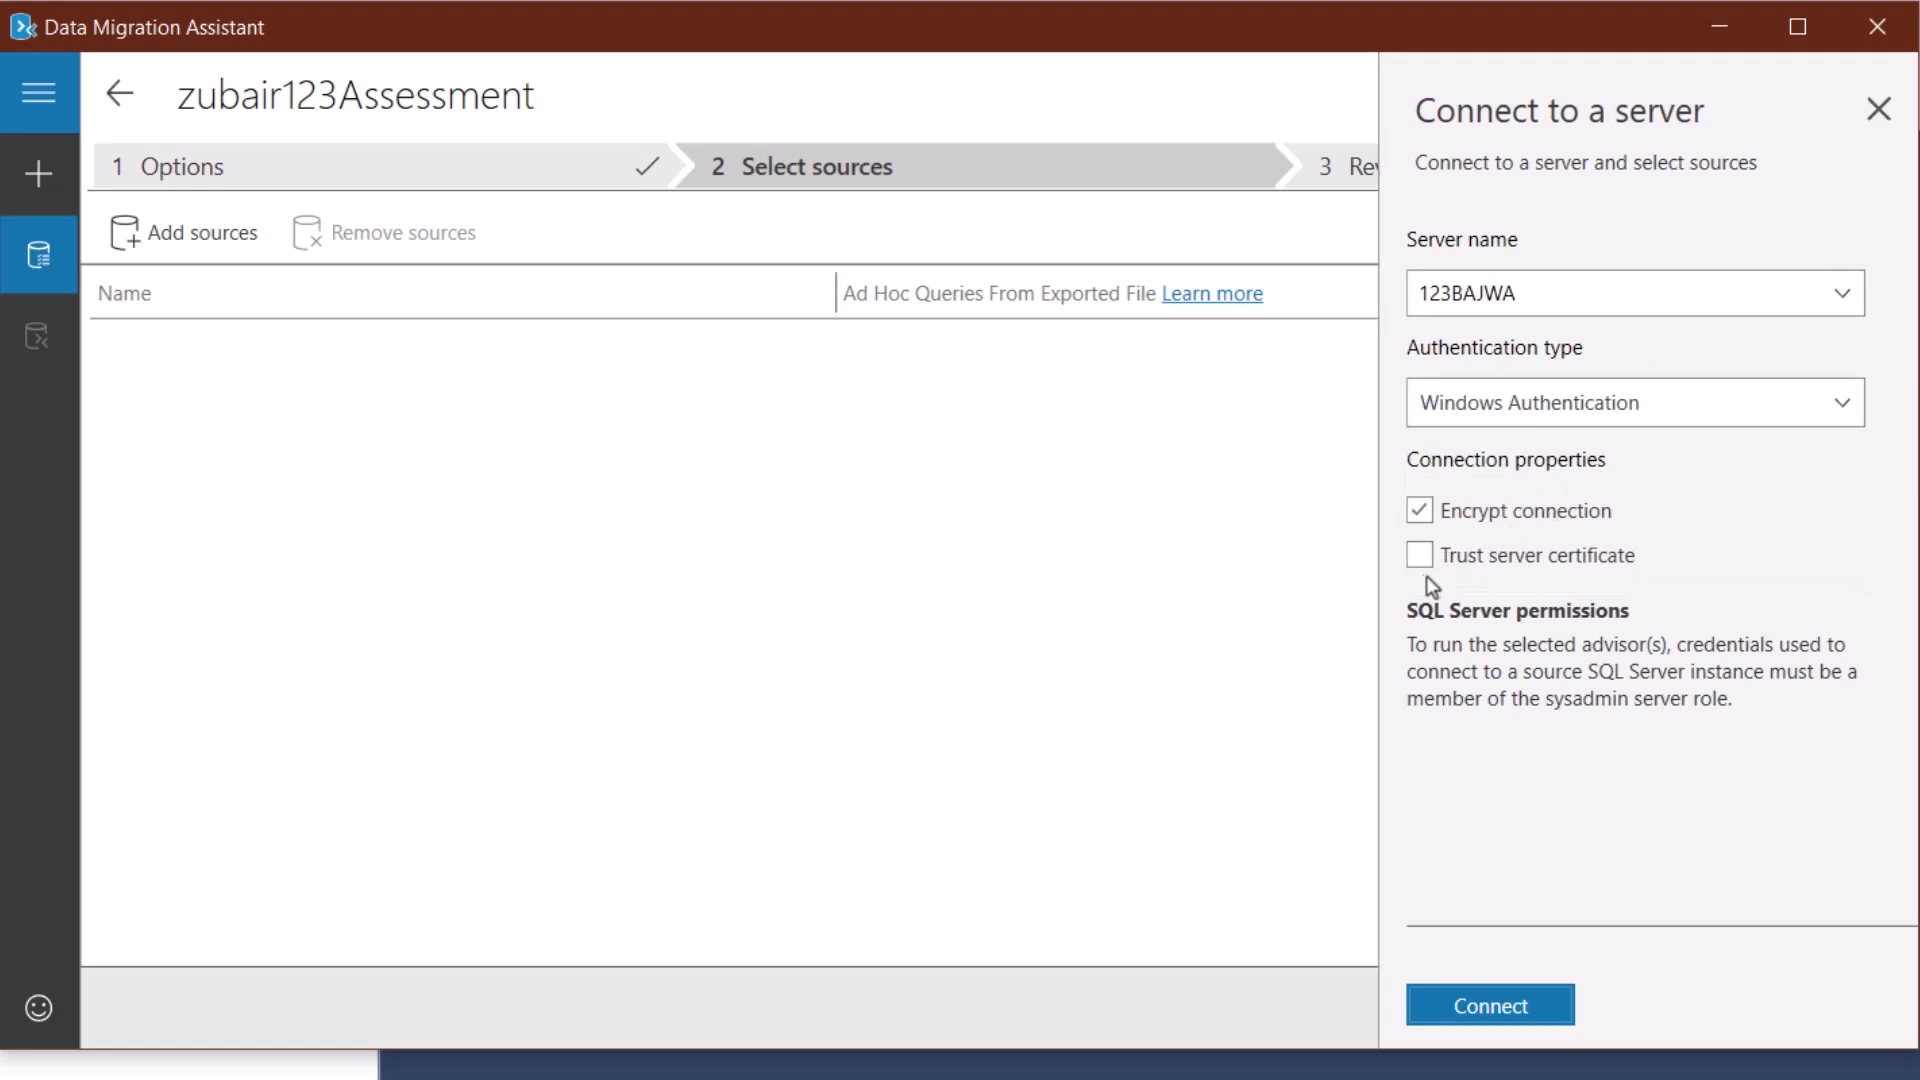 Data Migration Assistant
zubair123Assessment
1 Options
2 Select sources
3 Rev
Add sources
Remove sources
Name
Ad Hoc Queries From Exported File Learn more
Connect to a server
Connect to a server and select sources
Server name
123BAJWA
Authentication type
Windows Authentication
Connection properties
Encrypt connection
Trust server certificate
SQL Server permissions
To run the selected advisor(s), credentials used to
connect to a source SQL Server instance must be a
member of the sysadmin server role.
Connect